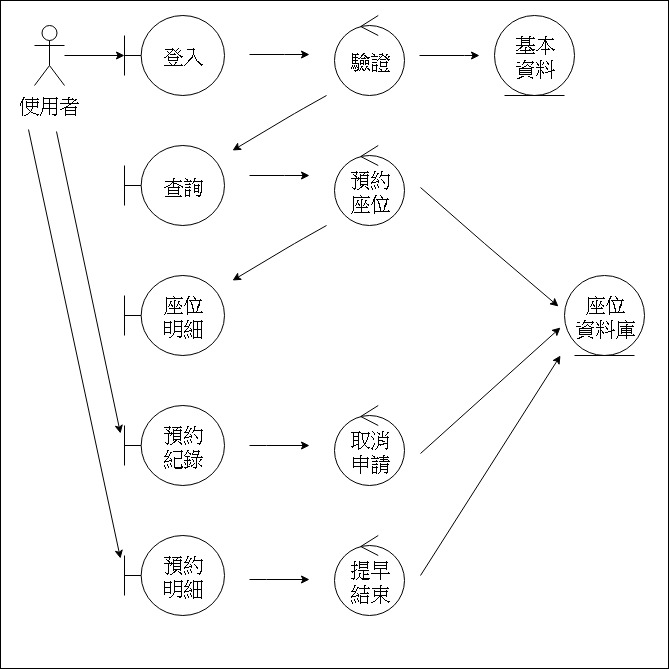 登入
驗證
基本
資料
使用者
查詢
預約
座位
座位
明細
座位
資料庫
預約
紀錄
取消
申請
預約
明細
提早
結束